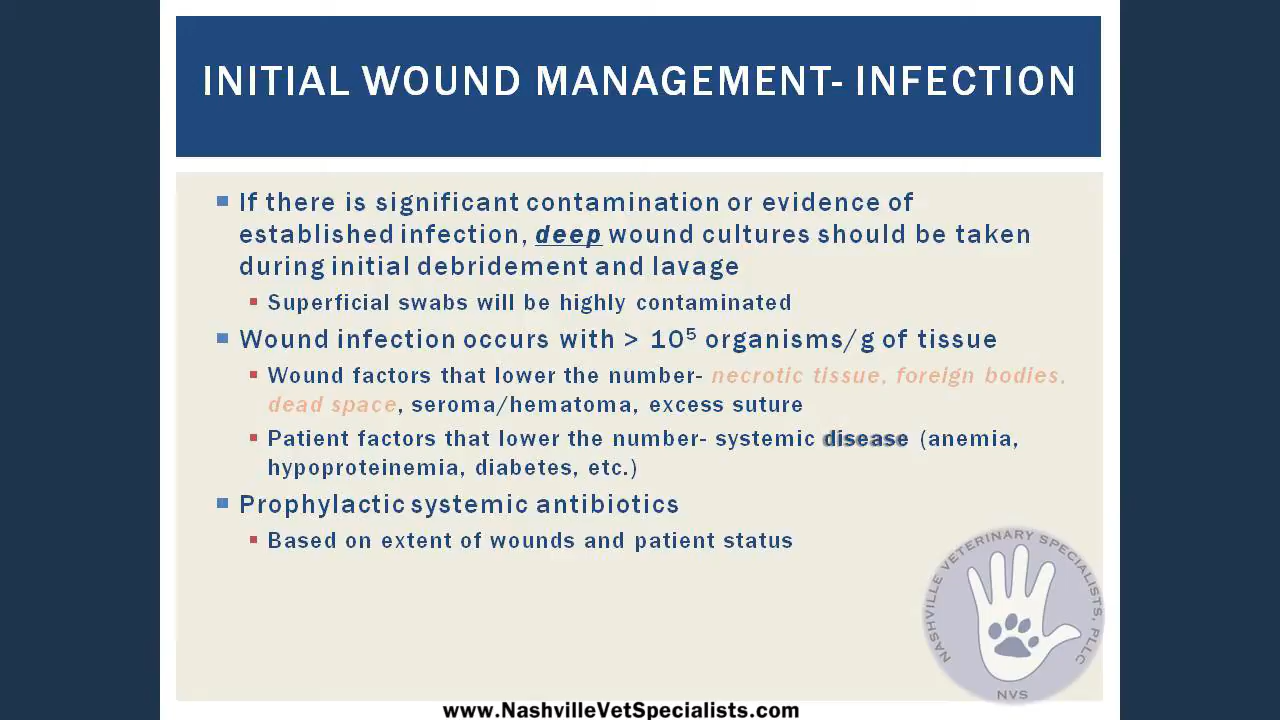 INITIAL WOUND MANAGEMENT- INFECTION
If there is significant contamination or evidence of
established infection, deep wound cultures should be taken
during initial debridement and lavage
Superficial swabs will be highly contaminated
Wound infection occurs with > 10⁵ organisms/g of tissue
Wound factors that lower the number- necrotic tissue, foreign bodies,
dead space, seroma/hematoma, excess suture
Patient factors that lower the number- systemic disease (anemia,
hypoproteinemia, diabetes, etc.)
Prophylactic systemic antibiotics
Based on extent of wounds and patient status
NASHVILLE VETERINARY SPECIALISTS, PLLC
NVS
www.NashvilleVetSpecialists.com